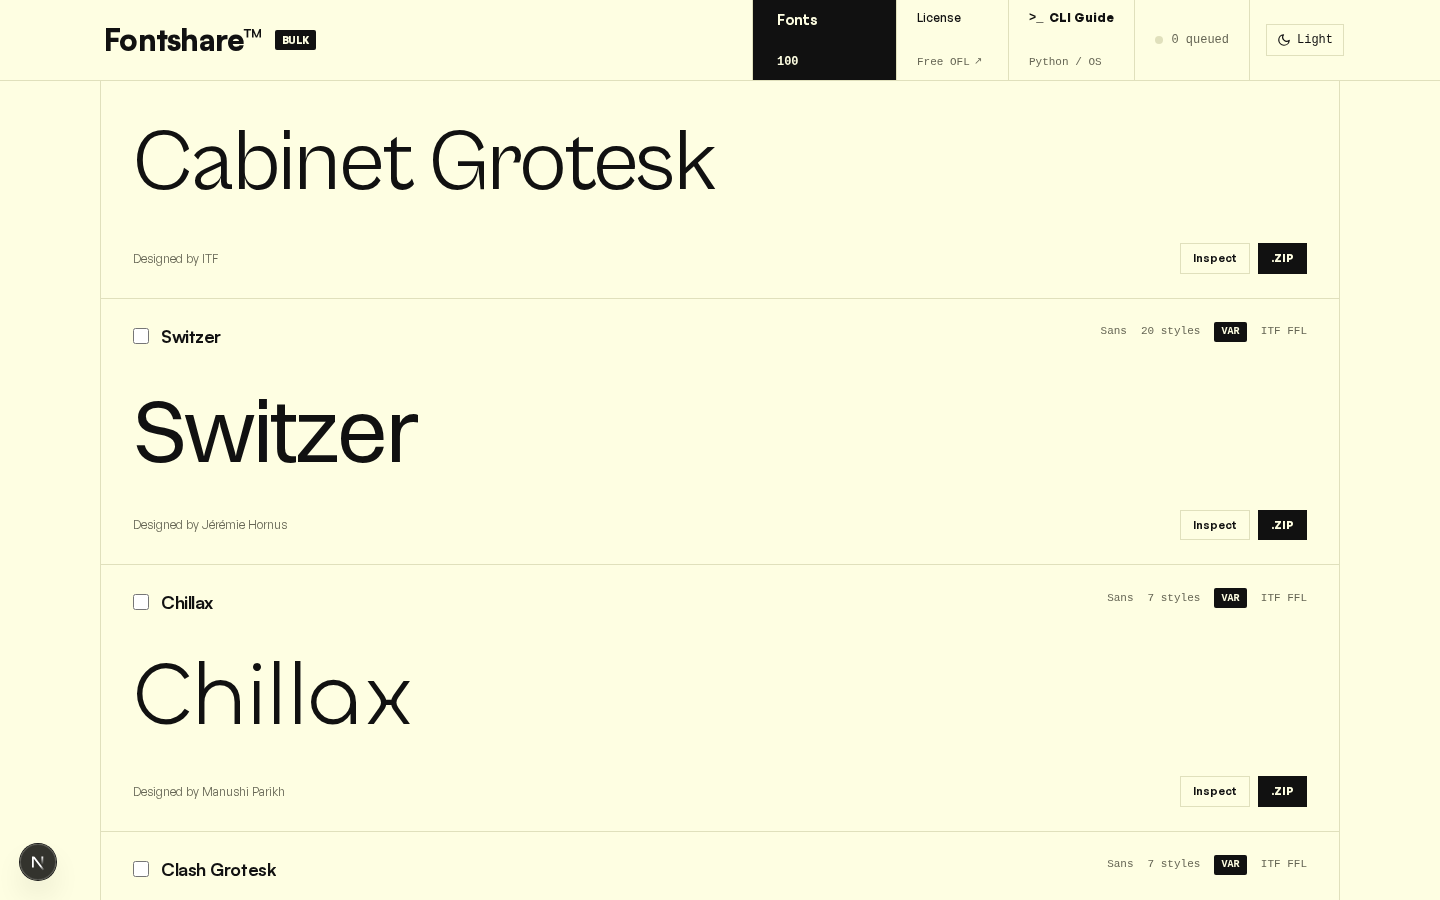 Fontshare™ BULK
Fonts
100
License
Free OFL ↗
>_ CLI Guide
Python / OS
0 queued
Light
Cabinet Grotesk
Designed by ITF
Inspect
.ZIP
Switzer
Sans 20 styles VAR ITF FFL
Switzer
Designed by Jérémie Hornus
Inspect
.ZIP
Chillax
Sans 7 styles VAR ITF FFL
Chillax
Designed by Manushi Parikh
Inspect
.ZIP
N
Clash Grotesk
Sans 7 styles VAR ITF FFL